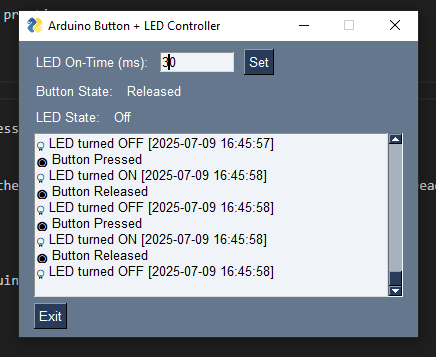 Arduino Button + LED Controller
LED On-Time (ms): 30 Set
Button State: Released
LED State: Off
LED turned OFF [2025-07-09 16:45:57]
Button Pressed
LED turned ON [2025-07-09 16:45:58]
Button Released
LED turned OFF [2025-07-09 16:45:58]
Button Pressed
LED turned ON [2025-07-09 16:45:58]
Button Released
LED turned OFF [2025-07-09 16:45:58]
Exit